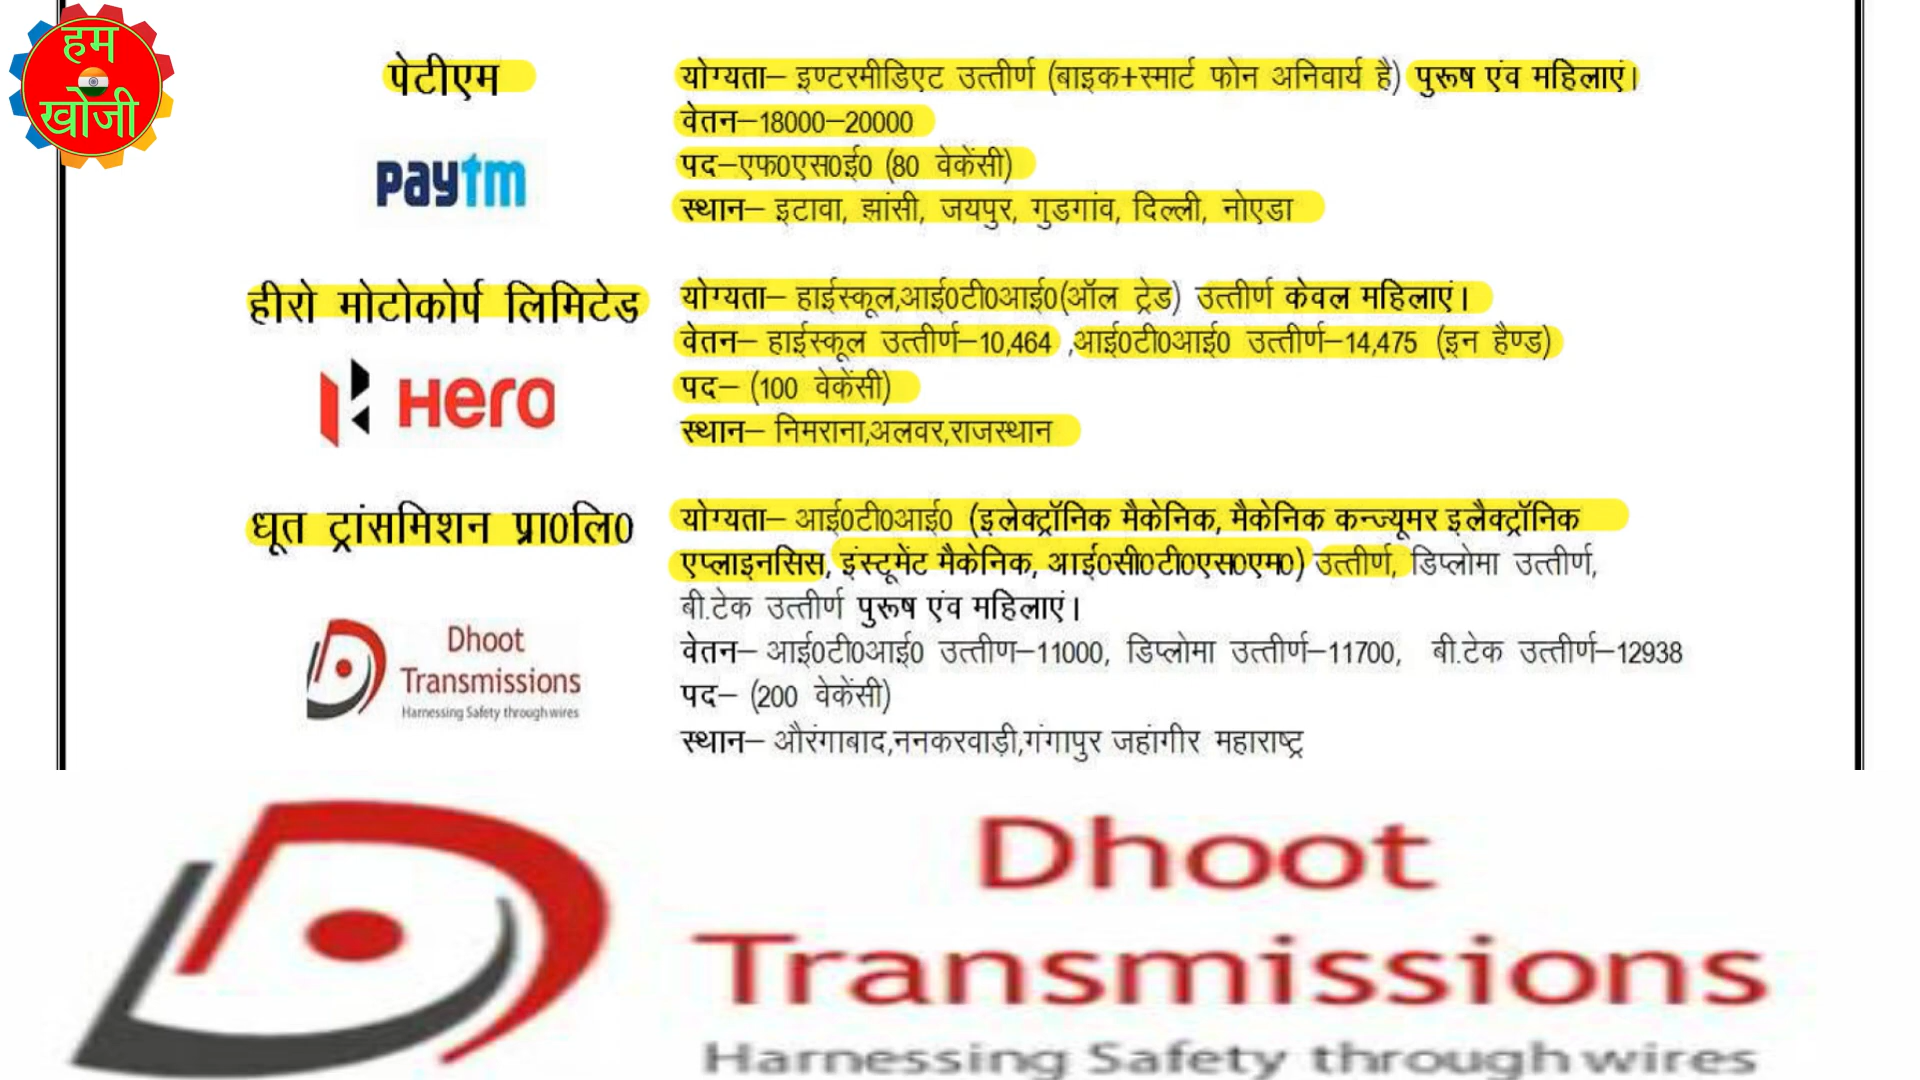 हम
खोजी
पेटीएम
paytm
योग्यता– इण्टरमीडिएट उत्तीर्ण (बाइक+स्मार्ट फोन अनिवार्य है) पुरूष एंव महिलाएं।
वेतन–18000–20000
पद–एफ0एस0ई0 (80 वेकेंसी)
स्थान– इटावा, झांसी, जयपुर, गुडगांव, दिल्ली, नोएडा
हीरो मोटोकोर्प लिमिटेड
Hero
योग्यता– हाईस्कूल,आई0टी0आई0(ऑल ट्रेड) उत्तीर्ण केवल महिलाएं।
वेतन– हाईस्कूल उत्तीर्ण–10,464 ,आई0टी0आई0 उत्तीर्ण–14,475 (इन हैण्ड)
पद– (100 वेकेंसी)
स्थान– निमराना,अलवर,राजस्थान
धूत ट्रांसमिशन प्रा0लि0
Dhoot
Transmissions
Harnessing Safety through wires
योग्यता– आई0टी0आई0 (इलेक्ट्रॉनिक मैकेनिक, मैकेनिक कन्ज्यूमर इलैक्ट्रॉनिक
एप्लाइनसिस, इंस्टूमेंट मैकेनिक, आई0सी0टी0एस0एम0) उत्तीर्ण, डिप्लोमा उत्तीर्ण,
बी.टेक उत्तीर्ण पुरूष एंव महिलाएं।
वेतन– आई0टी0आई0 उत्तीण–11000, डिप्लोमा उत्तीर्ण–11700, बी.टेक उत्तीर्ण–12938
पद– (200 वेकेंसी)
स्थान– औरंगाबाद,ननकरवाड़ी,गंगापुर जहांगीर महाराष्ट्र
Dhoot
Transmissions
Harnessing Safety through wires